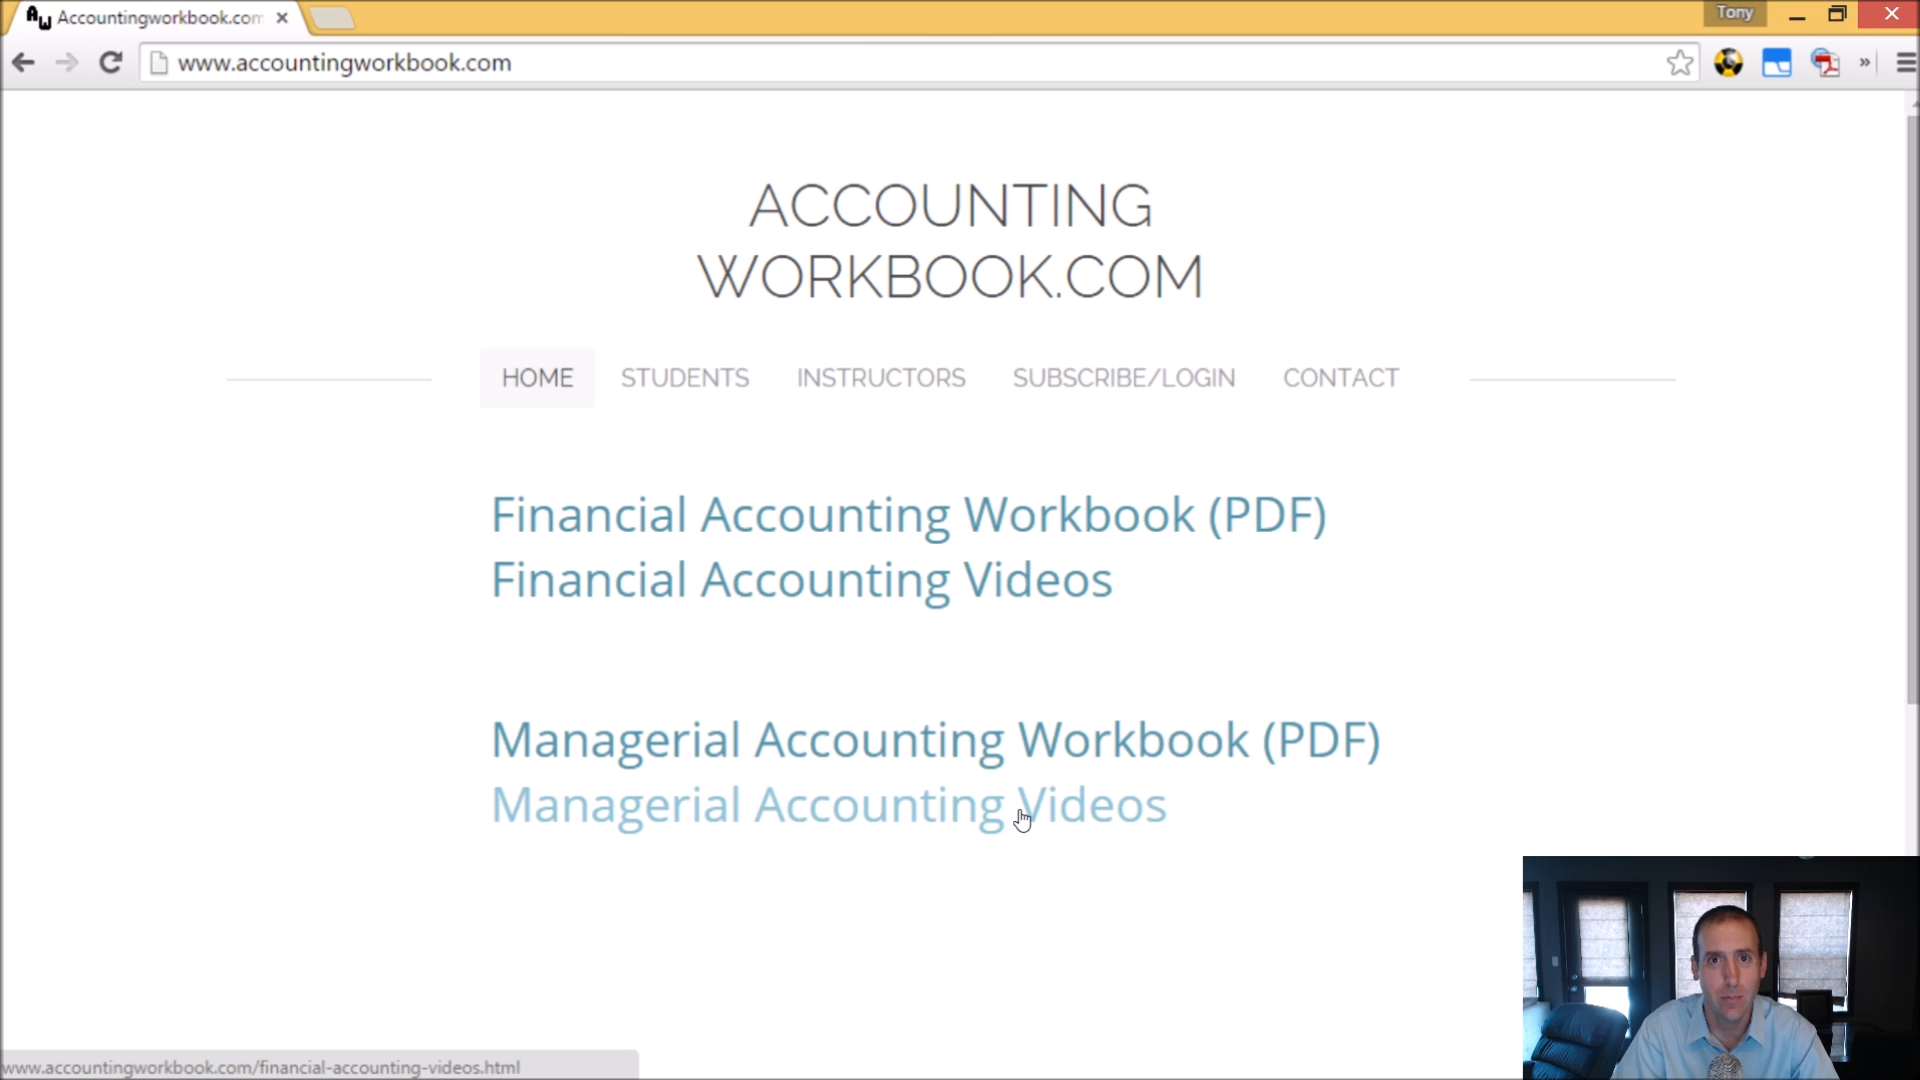 Accountingworkbook.com
Tony
www.accountingworkbook.com
ACCOUNTING
WORKBOOK.COM
HOME STUDENTS INSTRUCTORS SUBSCRIBE/LOGIN CONTACT
Financial Accounting Workbook (PDF)
Financial Accounting Videos
Managerial Accounting Workbook (PDF)
Managerial Accounting Videos
www.accountingworkbook.com/financial-accounting-videos.html